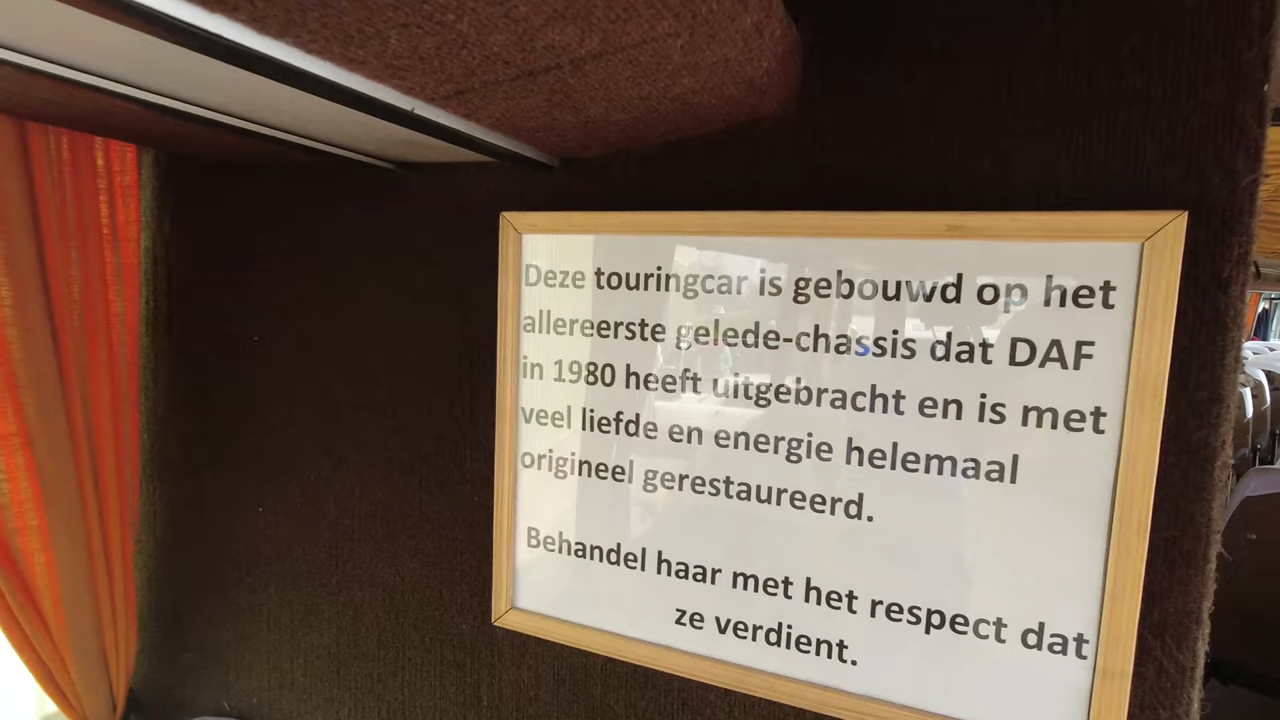 Deze touringcar is gebouwd op het
allereerste gelede-chassis dat DAF
in 1980 heeft uitgebracht en is met
veel liefde en energie helemaal
origineel gerestaureerd.
Behandel haar met het respect dat
ze verdient.